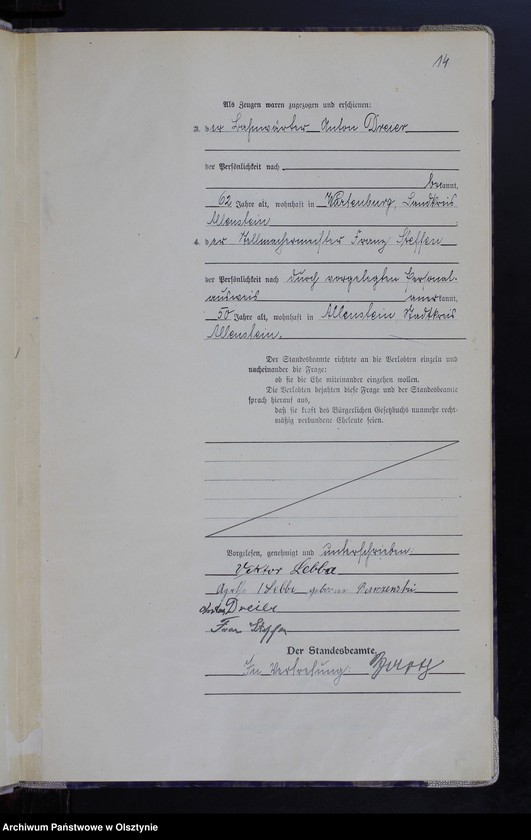 14
Als Zeugen waren zugezogen und erschienen:
3. der Bahnwärter Anton Dreier
der Persönlichkeit nach
bekannt,
62 Jahre alt, wohnhaft in Wartenburg, Landkreis
Allenstein
4. der Franz Steffen
der Persönlichkeit nach durch vorgelegten Personal-
ausweis anerkannt,
50 Jahre alt, wohnhaft in Allenstein, Stadtkreis
Allenstein.
Der Standesbeamte richtete an die Verlobten einzeln und
nacheinander die Frage:
ob sie die Ehe miteinander eingehen wollen.
Die Verlobten bejahten diese Frage und der Standesbeamte
sprach hierauf aus,
daß sie kraft des Bürgerlichen Gesetzbuchs nunmehr recht-
mäßig verbundene Eheleute seien.
Vorgelesen, genehmigt und unterschrieben:
Viktor Lebba
Lebba geborene
Anton Dreier
Franz Steffen
Der Standesbeamte.
In Vertretung:
Archiwum Państwowe w Olsztynie